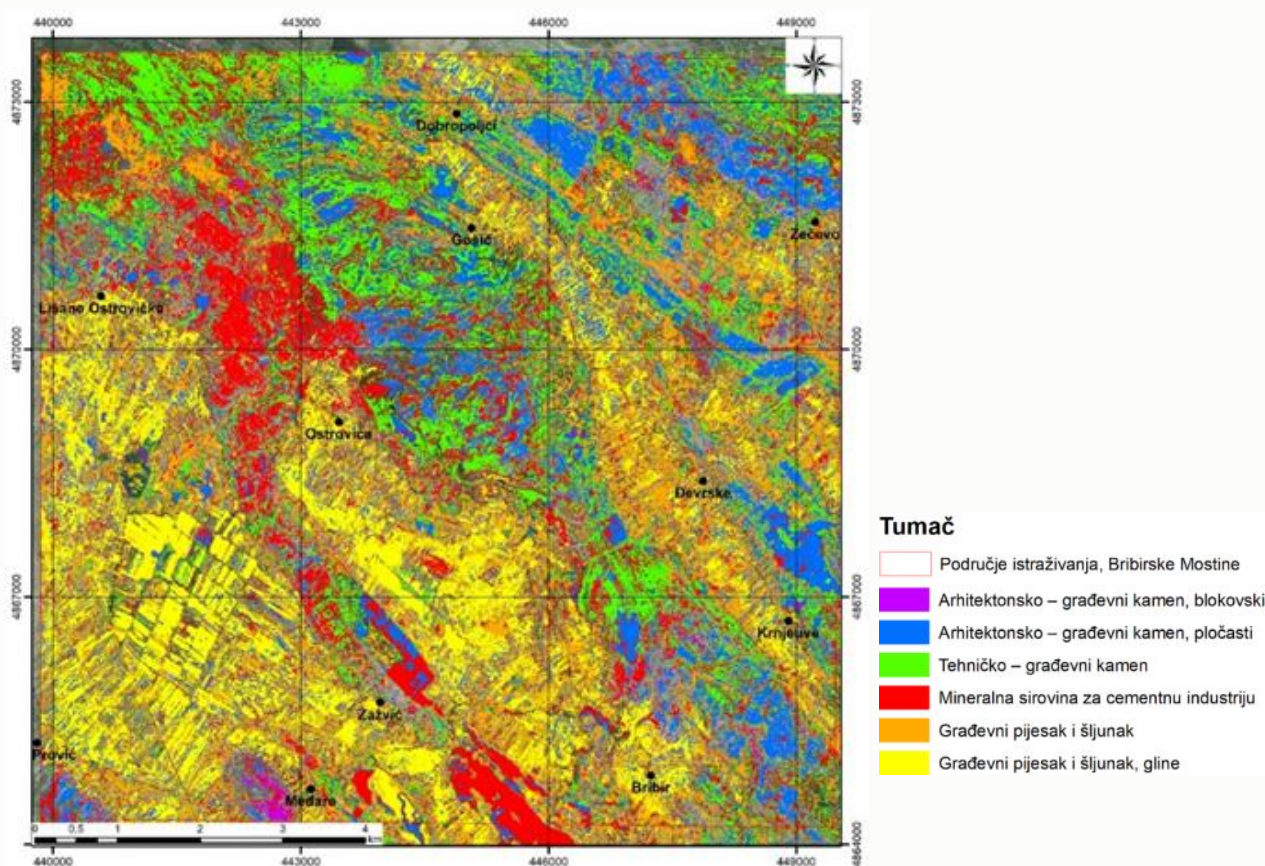 440000 443000 446000 449000
4873000 4873000
Dobropoljci
Zečevo
Gošić
Lišane Ostrovičke
4870000 4870000
Ostrovica
Đevrske
Tumač
Područje istraživanja, Bribirske Mostine
Arhitektonsko – građevni kamen, blokovski
Arhitektonsko – građevni kamen, pločasti
Tehničko – građevni kamen
Mineralna sirovina za cementnu industriju
Građevni pijesak i šljunak
Građevni pijesak i šljunak, gline
4867000 4867000
Krnjeuve
Žažvić
Prović
Bribir
Međare
0 0,5 1 2 3 4
km
4864000
440000 443000 446000 449000